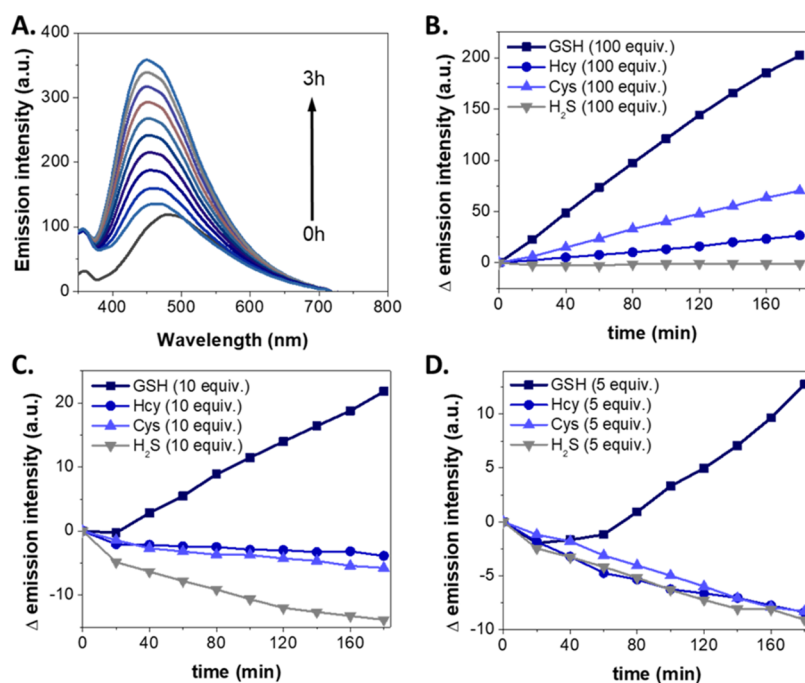 A.
400
300
200
100
0
Emission intensity (a.u.)
3h
0h
400 500 600 700 800
Wavelength (nm)
B.
200
150
100
50
0
Δ emission intensity (a.u.)
GSH (100 equiv.)
Hcy (100 equiv.)
Cys (100 equiv.)
H₂S (100 equiv.)
0 40 80 120 160
time (min)
C.
20
10
0
-10
Δ emission intensity (a.u.)
GSH (10 equiv.)
Hcy (10 equiv.)
Cys (10 equiv.)
H₂S (10 equiv.)
0 40 80 120 160
time (min)
D.
10
5
0
-5
-10
Δ emission intensity (a.u.)
GSH (5 equiv.)
Hcy (5 equiv.)
Cys (5 equiv.)
H₂S (5 equiv.)
0 40 80 120 160
time (min)